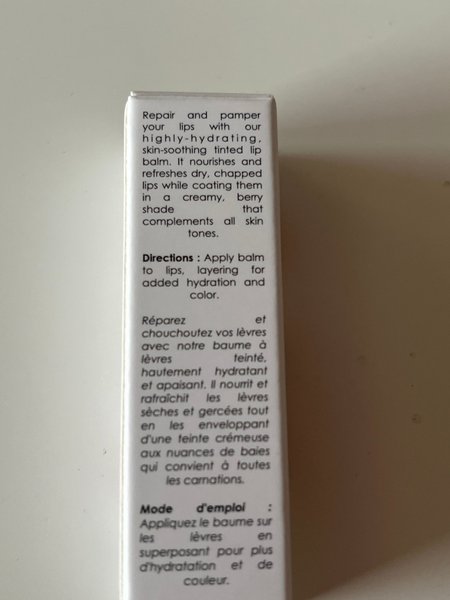 Repair and pamper
your lips with our
highly-hydrating,
skin-soothing tinted lip
balm. It nourishes and
refreshes dry, chapped
lips while coating them
in a creamy, berry
shade that
complements all skin
tones.
Directions : Apply balm
to lips, layering for
added hydration and
color.
Réparez et
chouchoutez vos lèvres
avec notre baume à
lèvres teinté,
hautement hydratant
et apaisant. Il nourrit et
rafraîchit les lèvres
sèches et gercées tout
en les enveloppant
d'une teinte crémeuse
aux nuances de baies
qui convient à toutes
les carnations.
Mode d'emploi :
Appliquez le baume sur
les lèvres en
superposant pour plus
d'hydratation et de
couleur.